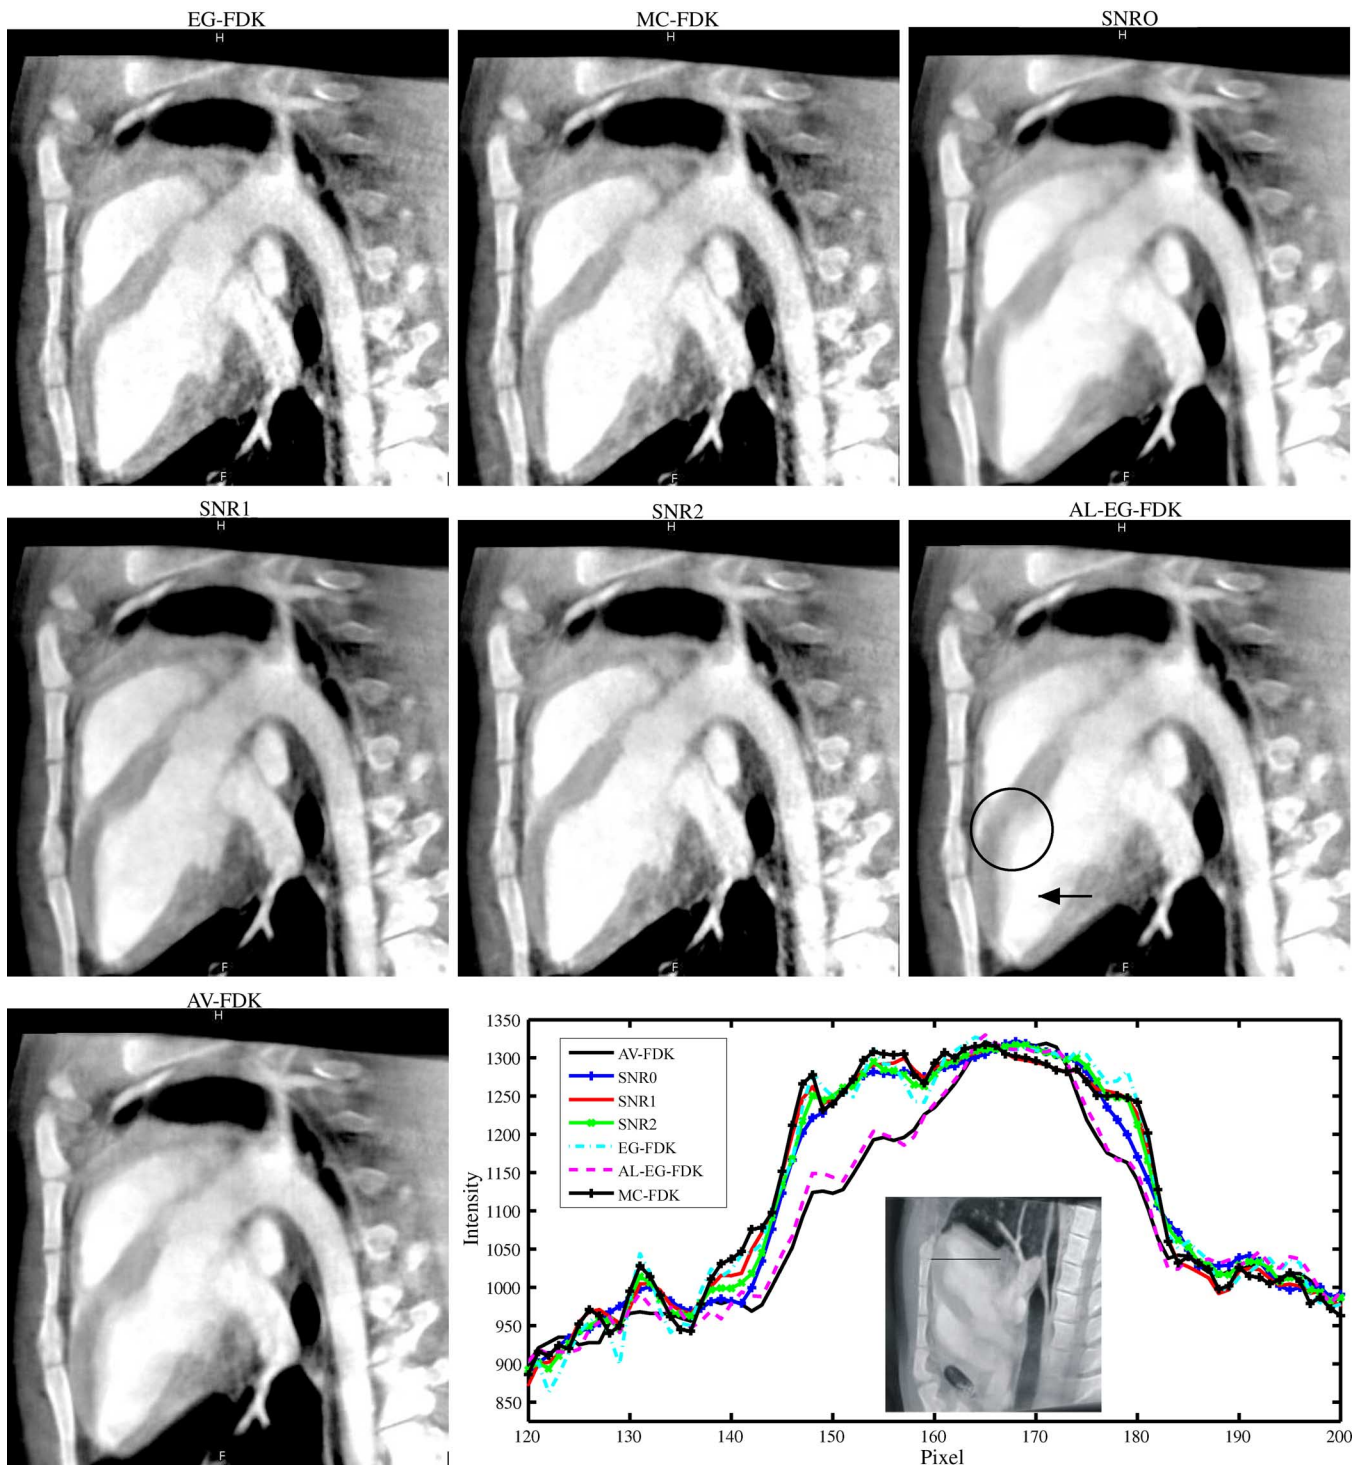 EG-FDK
MC-FDK
SNRO
H
H
H
F
F
F
SNR1
SNR2
AL-EG-FDK
H
H
H
F
F
F
AV-FDK
H
F
1350
1300
1250
1200
1150
1100
1050
1000
950
900
850
Intensity
AV-FDK
SNR0
SNR1
SNR2
EG-FDK
AL-EG-FDK
MC-FDK
120 130 140 150 160 170 180 190 200
Pixel